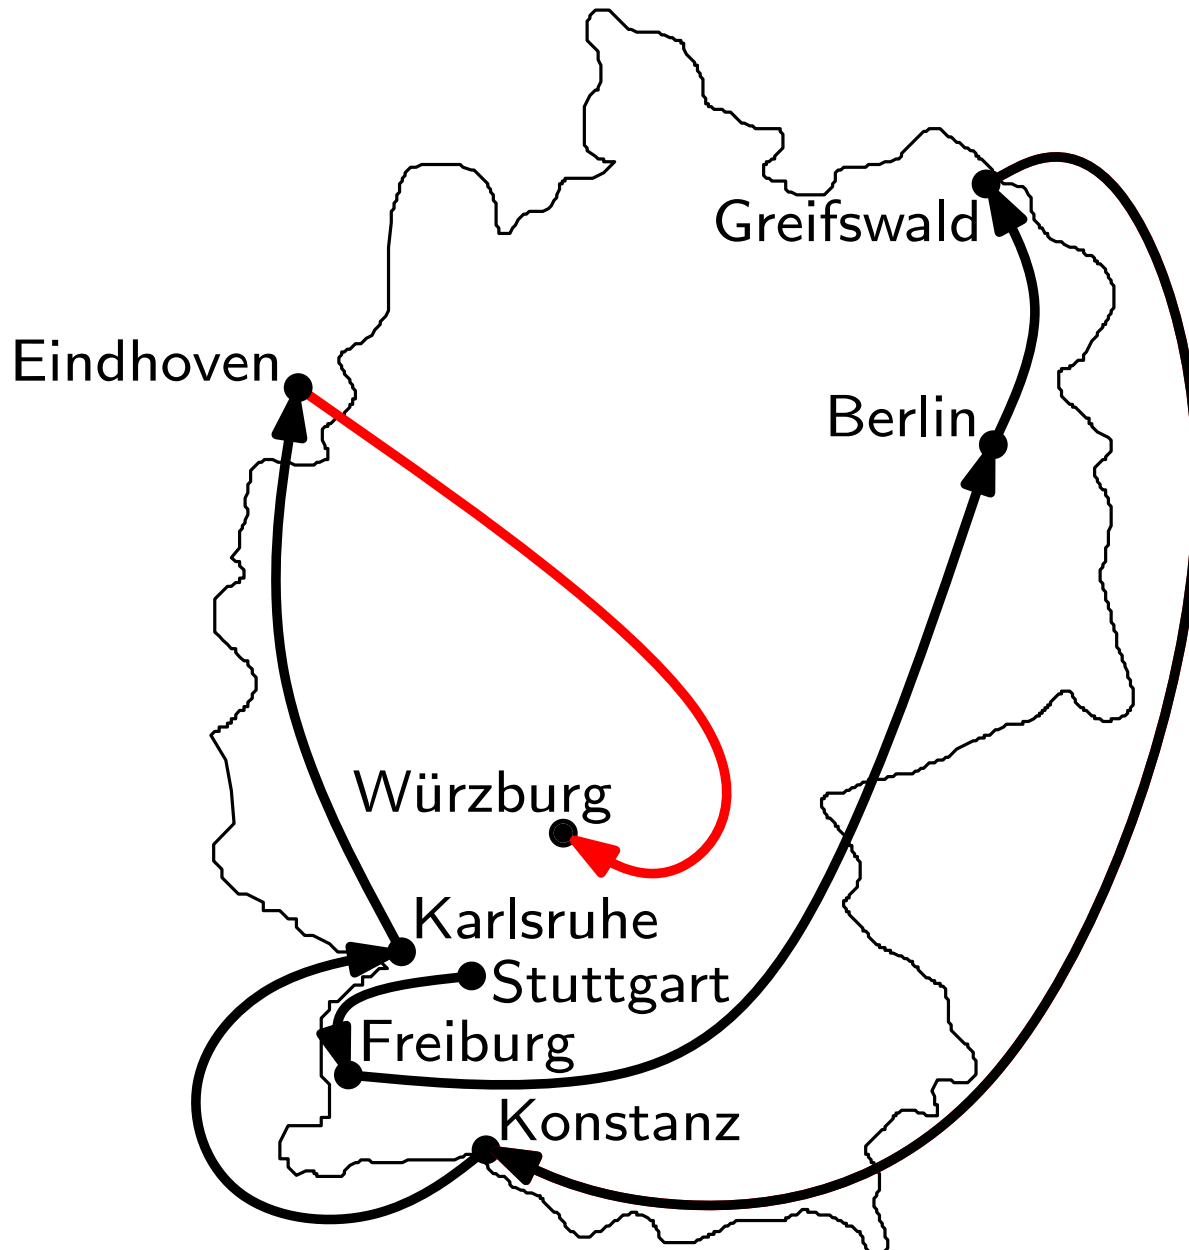 Greifswald
Eindhoven
Berlin
Würzburg
Karlsruhe
Stuttgart
Freiburg
Konstanz